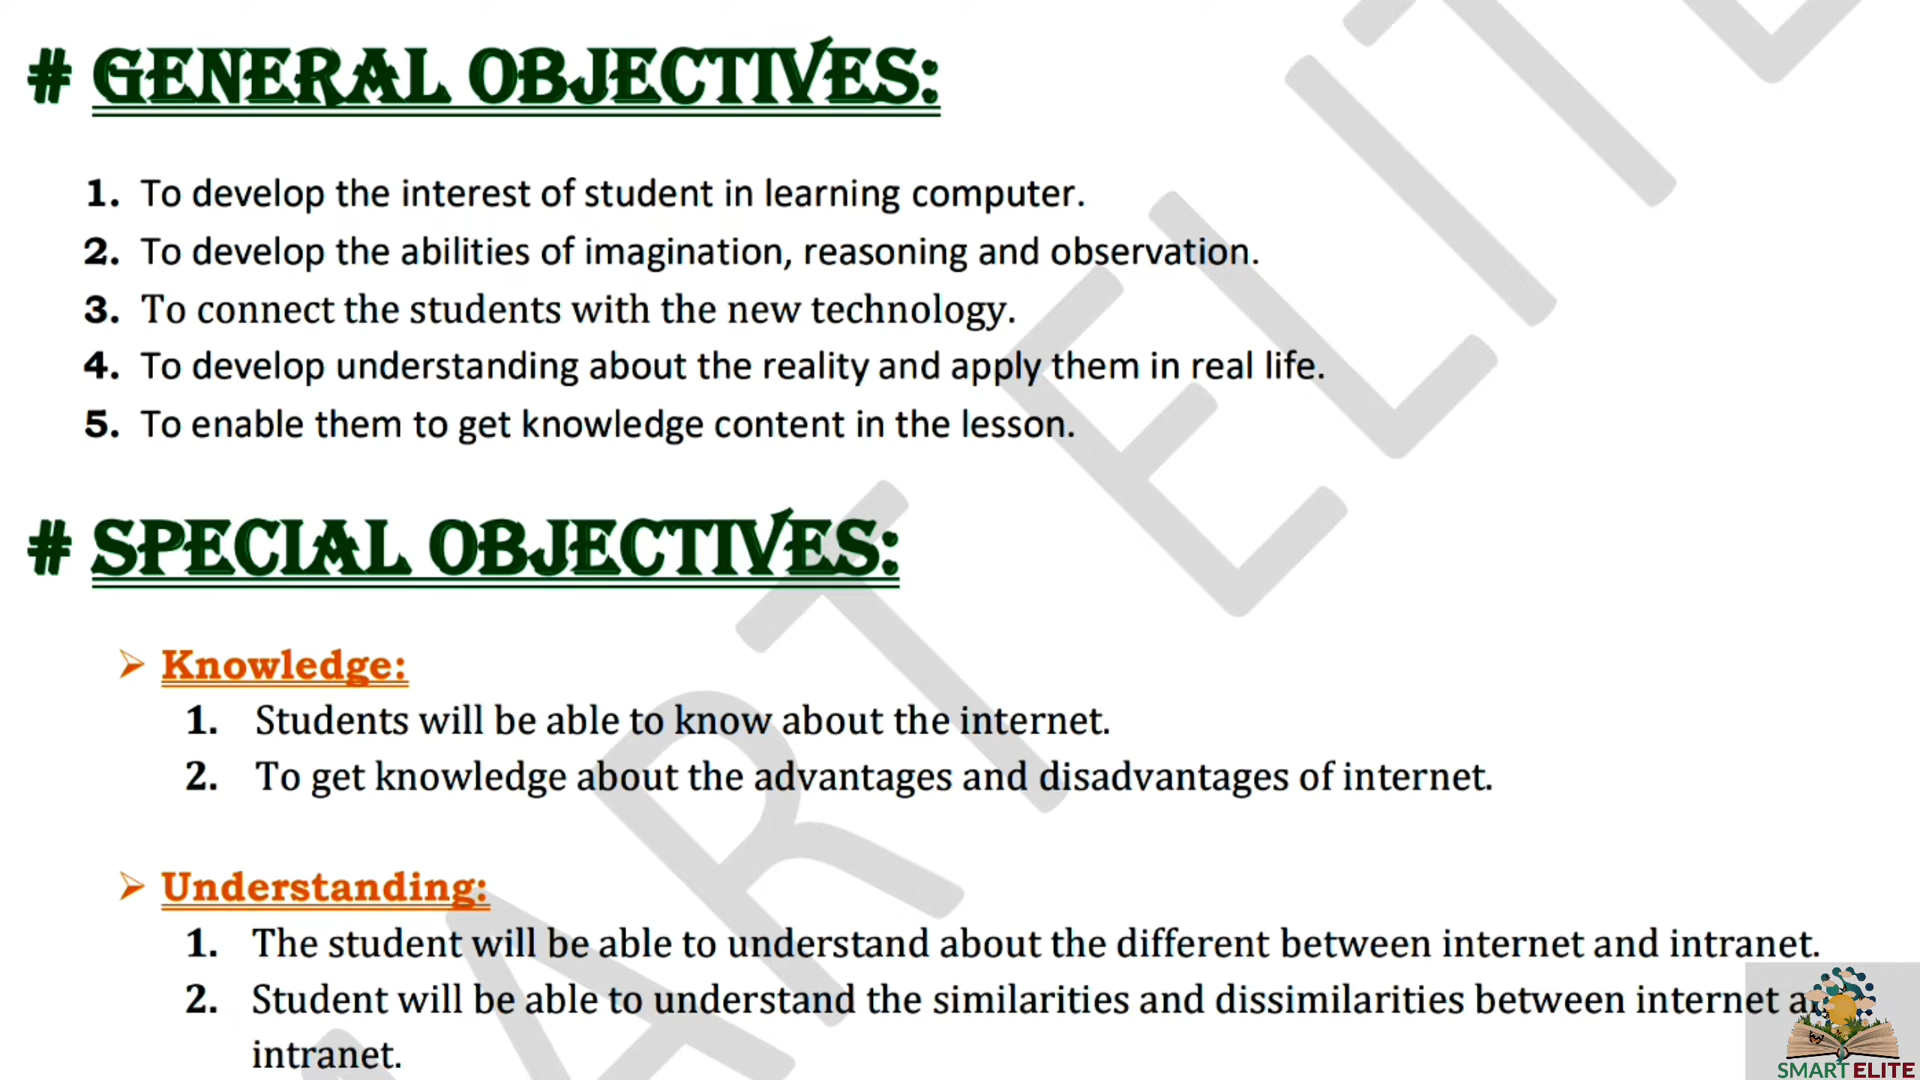 # GENERAL OBJECTIVES:
1. To develop the interest of student in learning computer.
2. To develop the abilities of imagination, reasoning and observation.
3. To connect the students with the new technology.
4. To develop understanding about the reality and apply them in real life.
5. To enable them to get knowledge content in the lesson.
# SPECIAL OBJECTIVES:
➢ Knowledge:
1. Students will be able to know about the internet.
2. To get knowledge about the advantages and disadvantages of internet.
➢ Understanding:
1. The student will be able to understand about the different between internet and intranet.
2. Student will be able to understand the similarities and dissimilarities between internet
intranet.
SMART ELITE